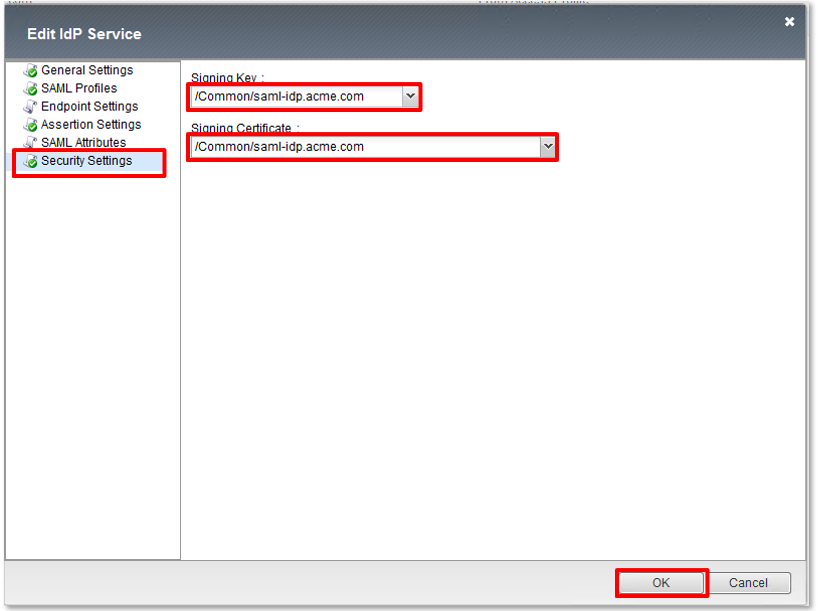 Edit IdP Service
General Settings
SAML Profiles
Endpoint Settings
Assertion Settings
SAML Attributes
Security Settings
Signing Key :
/Common/saml-idp.acme.com
Signing Certificate :
/Common/saml-idp.acme.com
OK
Cancel